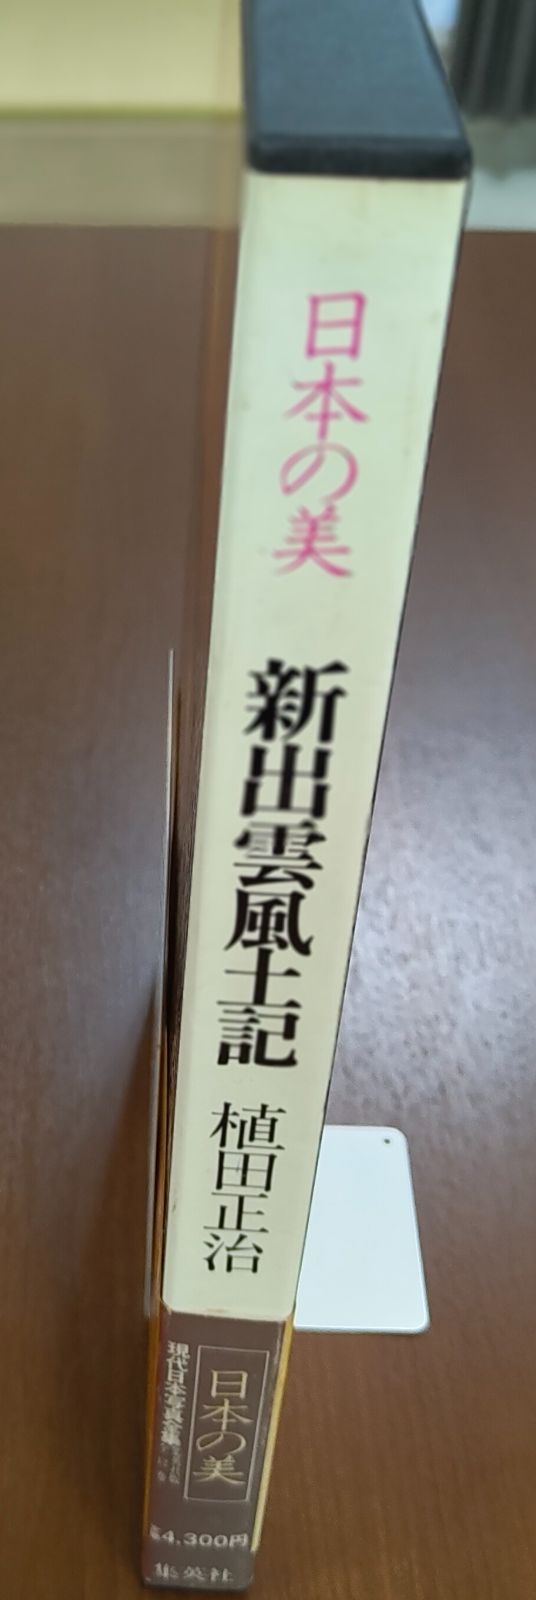 日本の美
新出雲風土記
植田正治
日本の美
現代日本写真全集
4,300円
集英社